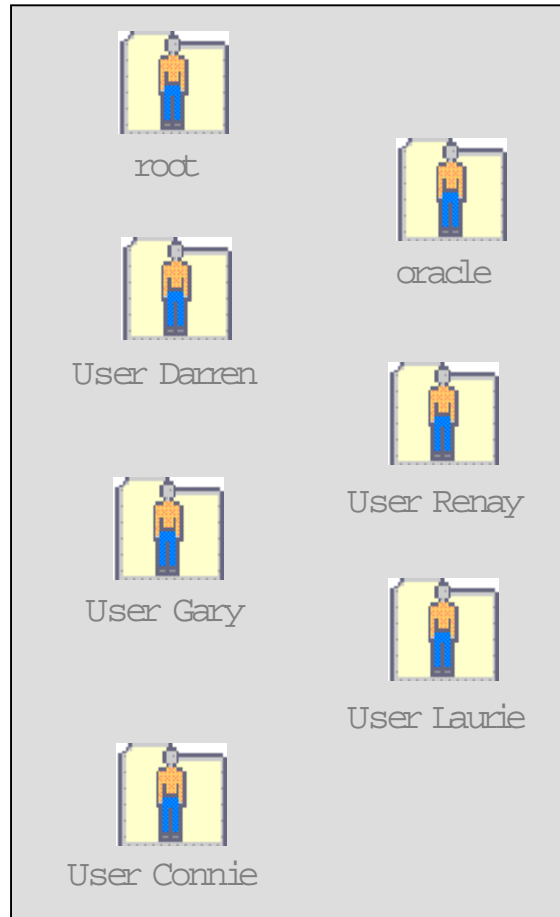 root
oracle
User Darren
User Renay
User Gary
User Laurie
User Connie